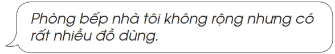 Phòng bếp nhà tôi không rộng nhưng có
rất nhiều đồ dùng.